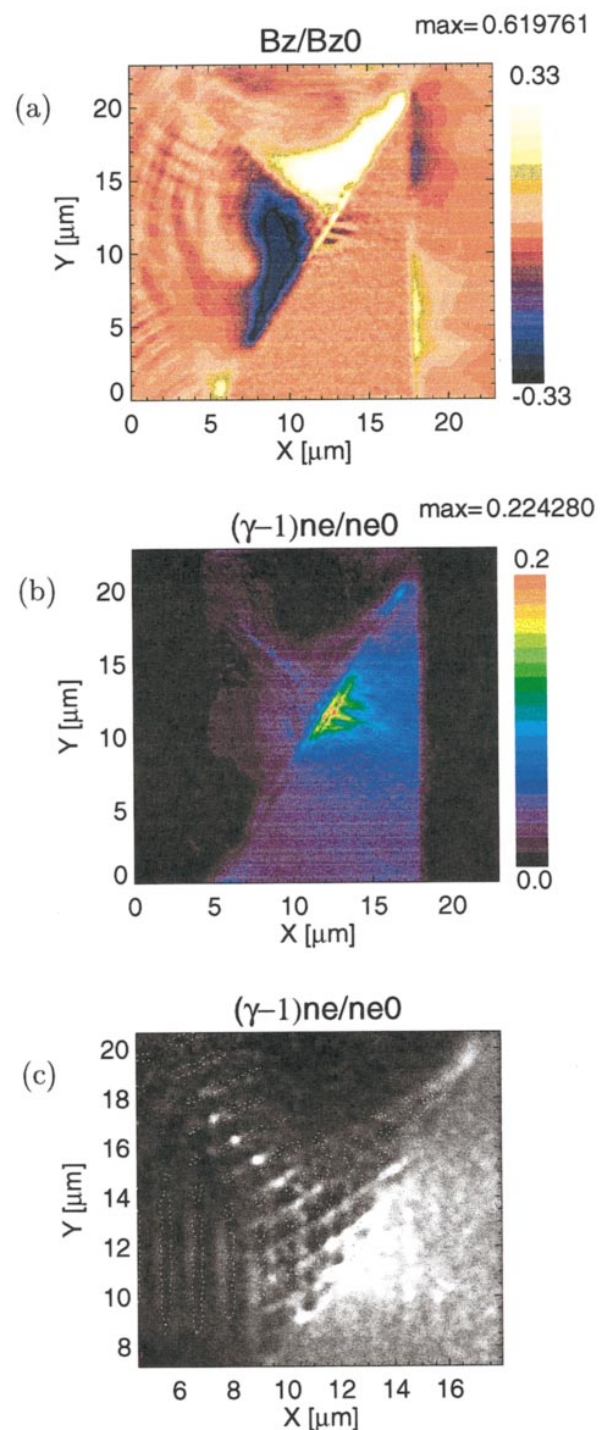 Bz/Bz0 max= 0.619761
(a)
Y [μm]
20
15
10
5
0
0 5 10 15 20
X [μm]
0.33
-0.33
(γ−1)ne/ne0 max= 0.224280
(b)
Y [μm]
20
15
10
5
0
0 5 10 15 20
X [μm]
0.2
0.0
(γ−1)ne/ne0
(c)
Y [μm]
20
18
16
14
12
10
8
6 8 10 12 14 16
X [μm]